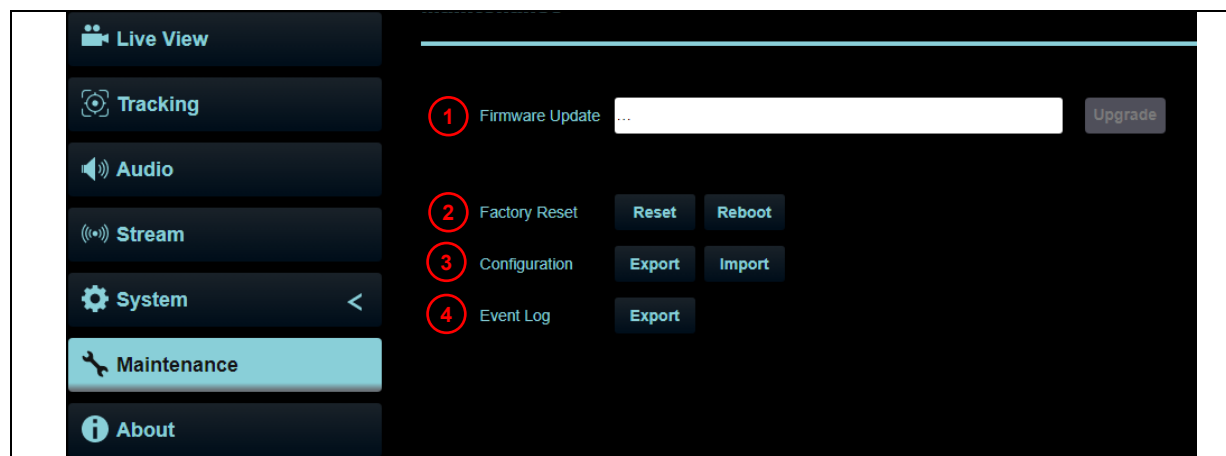 Live View
Tracking
Audio
Stream
System <
Maintenance
About
1 Firmware Update ... Upgrade
2 Factory Reset Reset Reboot
3 Configuration Export Import
4 Event Log Export